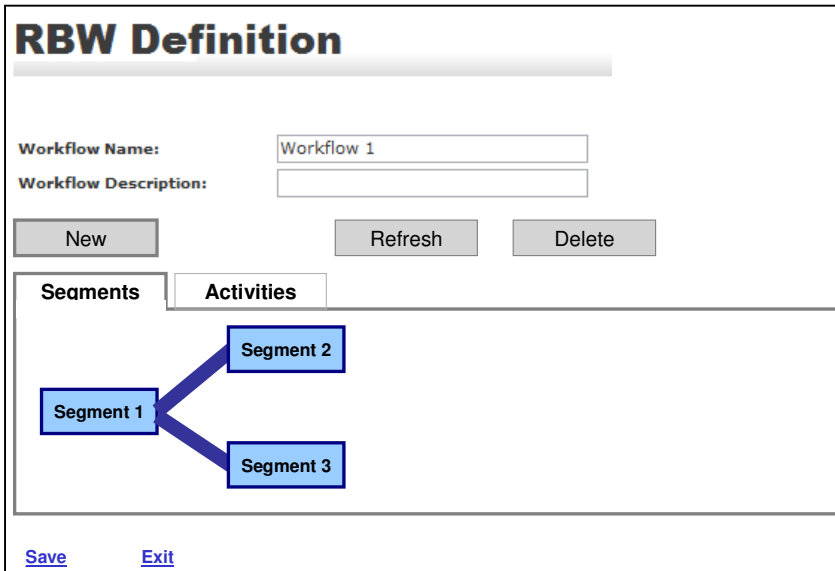 RBW Definition
Workflow Name: Workflow 1
Workflow Description:
New Refresh Delete
Segments Activities
Segment 2
Segment 1
Segment 3
Save Exit